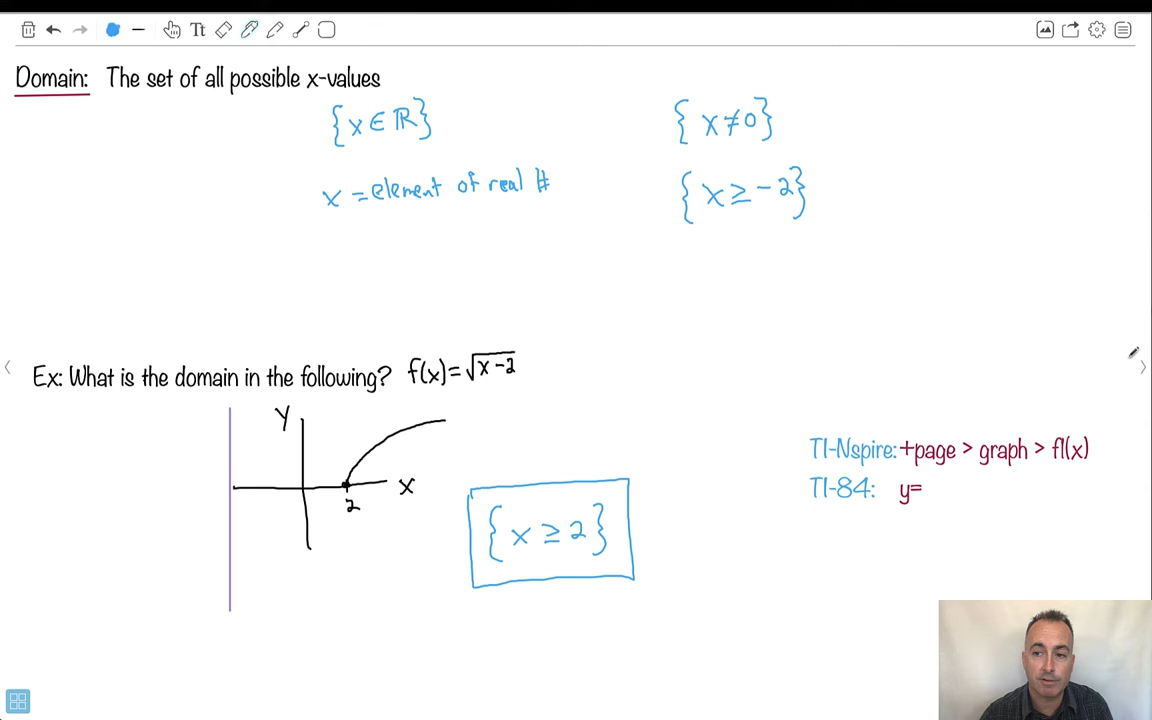 Tt
Domain: The set of all possible x-values
{x ∈ ℝ}
{x ≠ 0}
x = element of real #
{x ≥ -2}
Ex: What is the domain in the following? f(x)=√x-2
y
x
2
{x ≥ 2}
TI-Nspire: +page > graph > f1(x)
TI-84: y=